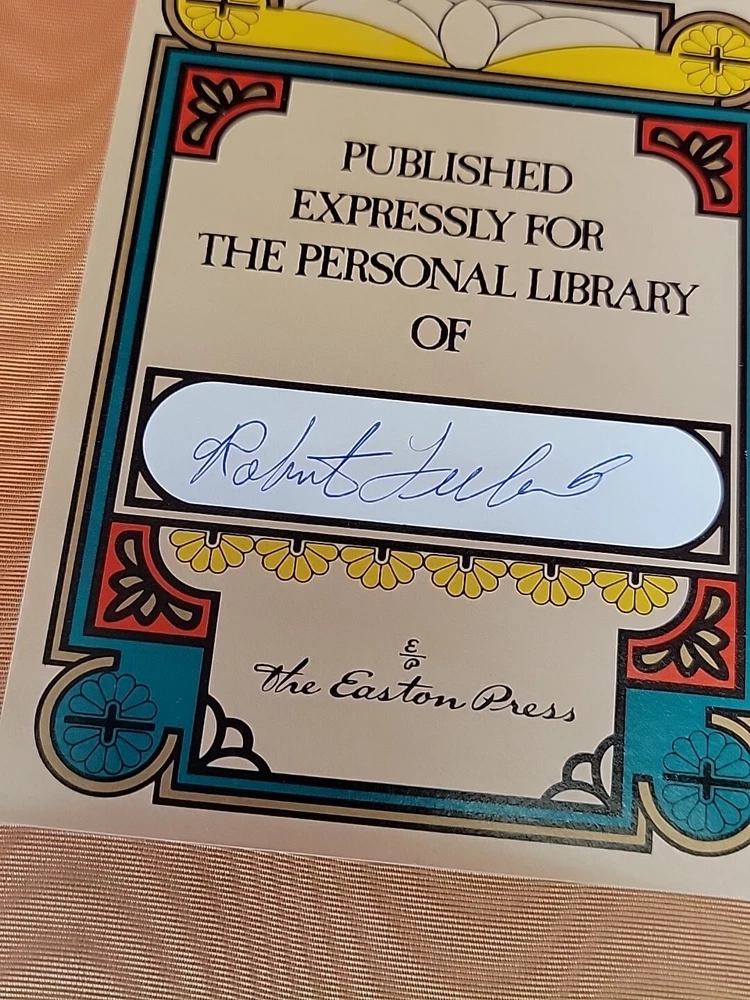 PUBLISHED
EXPRESSLY FOR
THE PERSONAL LIBRARY
OF
Robert
E
P
The Easton Press